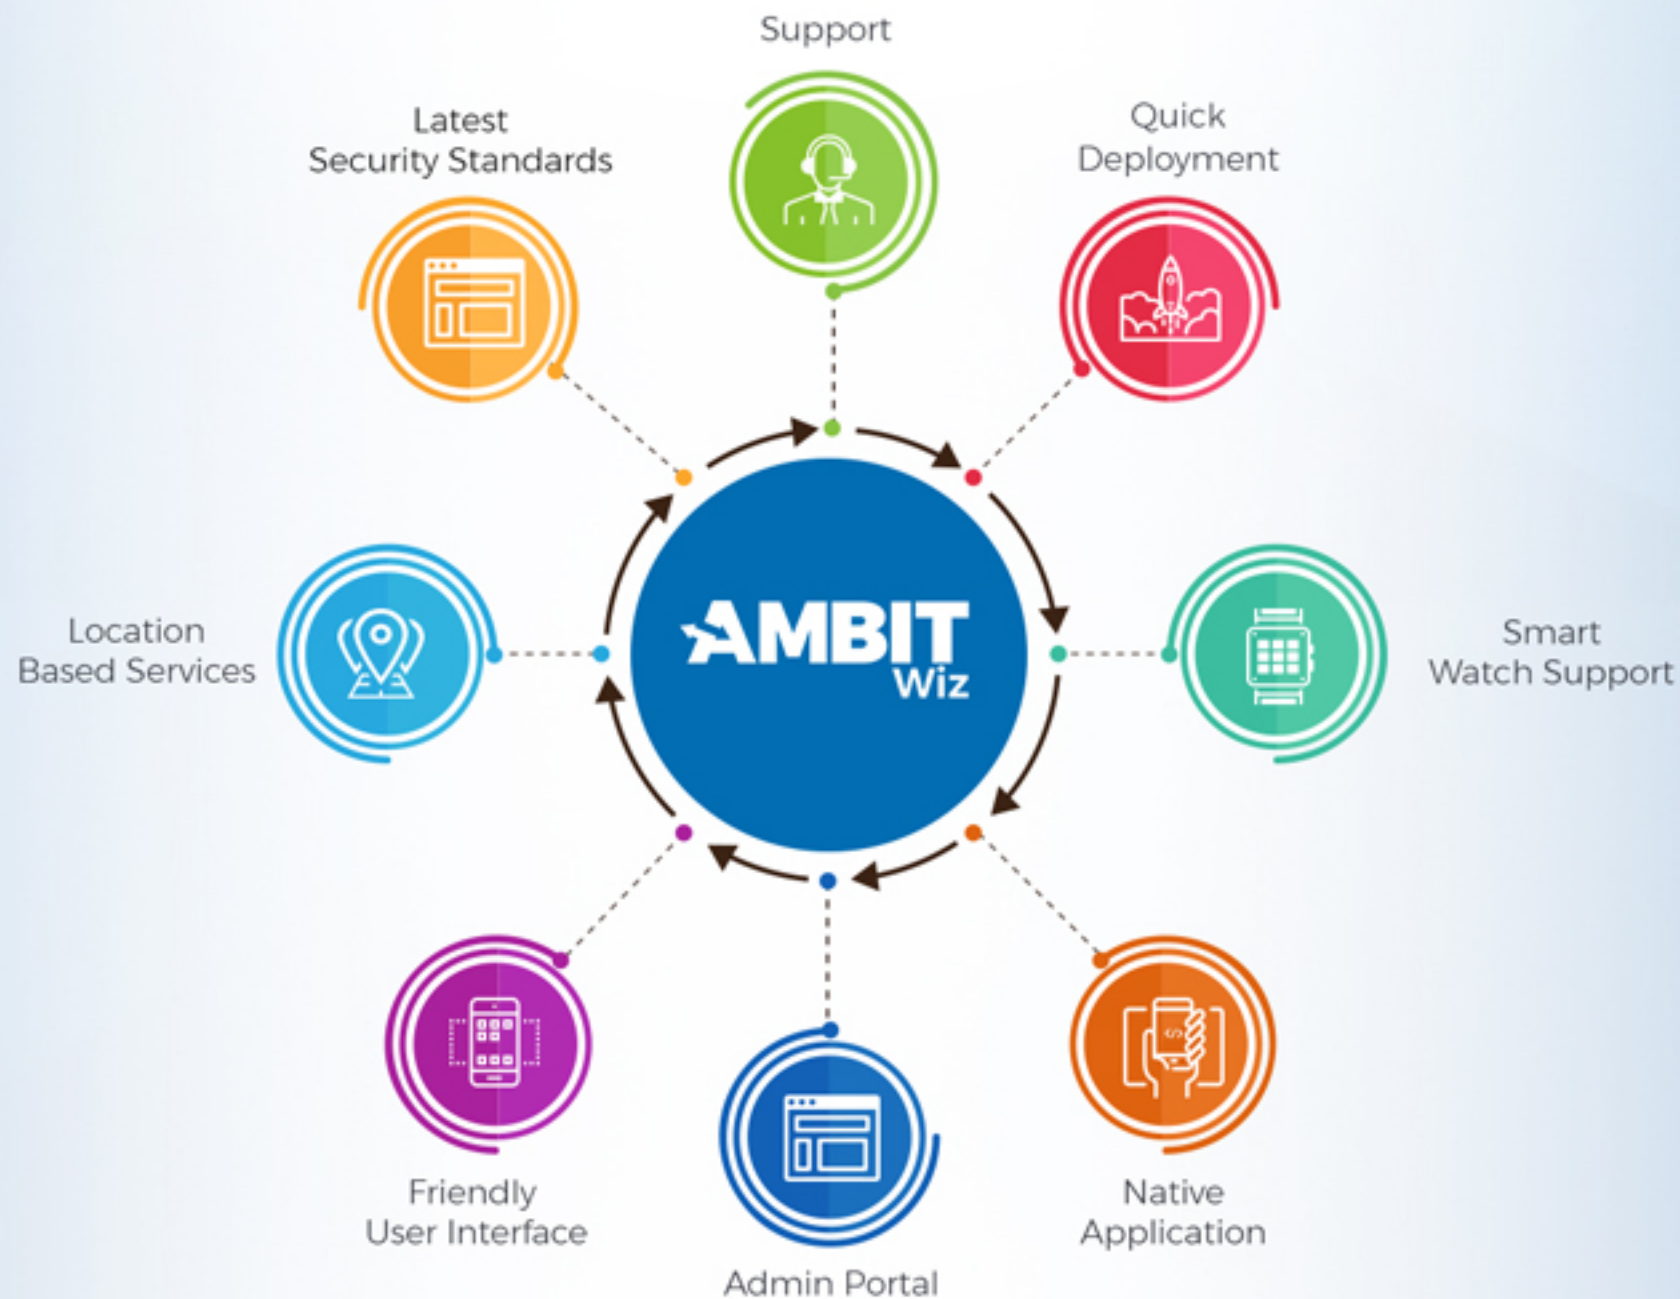 Support
Latest
Security Standards
Quick
Deployment
Location
Based Services
AMBIT
Wiz
Smart
Watch Support
Friendly
User Interface
Native
Application
Admin Portal